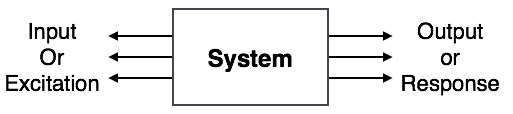 Input
Or
Excitation
System
Output
or
Response